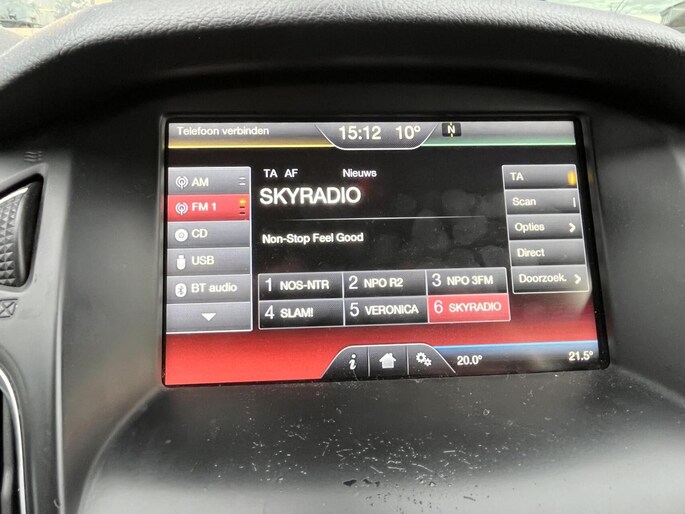 Telefoon verbinden
15:12 10°
N
AM
FM 1
CD
USB
BT audio
TA AF Nieuws
SKYRADIO
Non-Stop Feel Good
1 NOS-NTR
2 NPO R2
3 NPO 3FM
4 SLAM!
5 VERONICA
6 SKYRADIO
TA
Scan
Opties
Direct
Doorzoek.
i
20.0°
21.5°